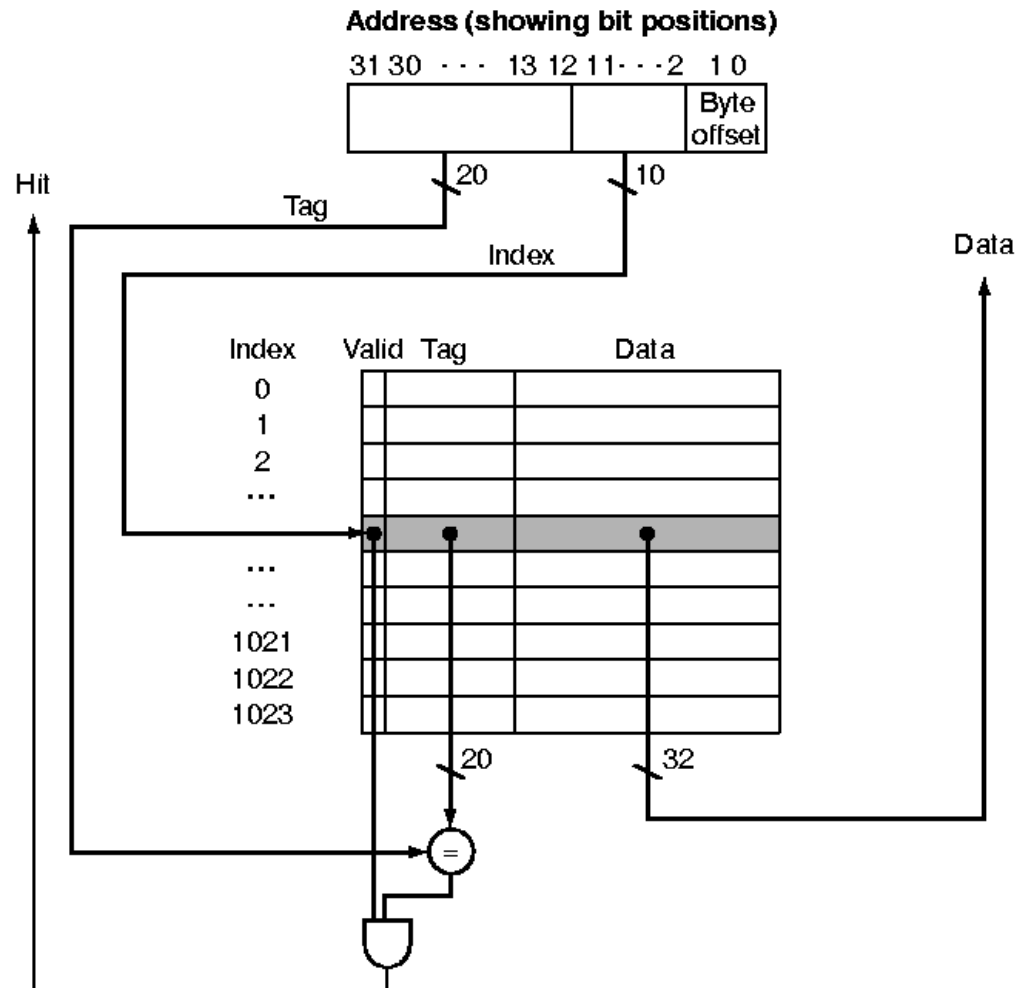 Address (showing bit positions)
31 30 · · · 13 12 11 · · · 2 1 0
Byte
offset
20
10
Hit
Tag
Index
Data
Index Valid Tag Data
0
1
2
...
...
...
1021
1022
1023
20
32
=